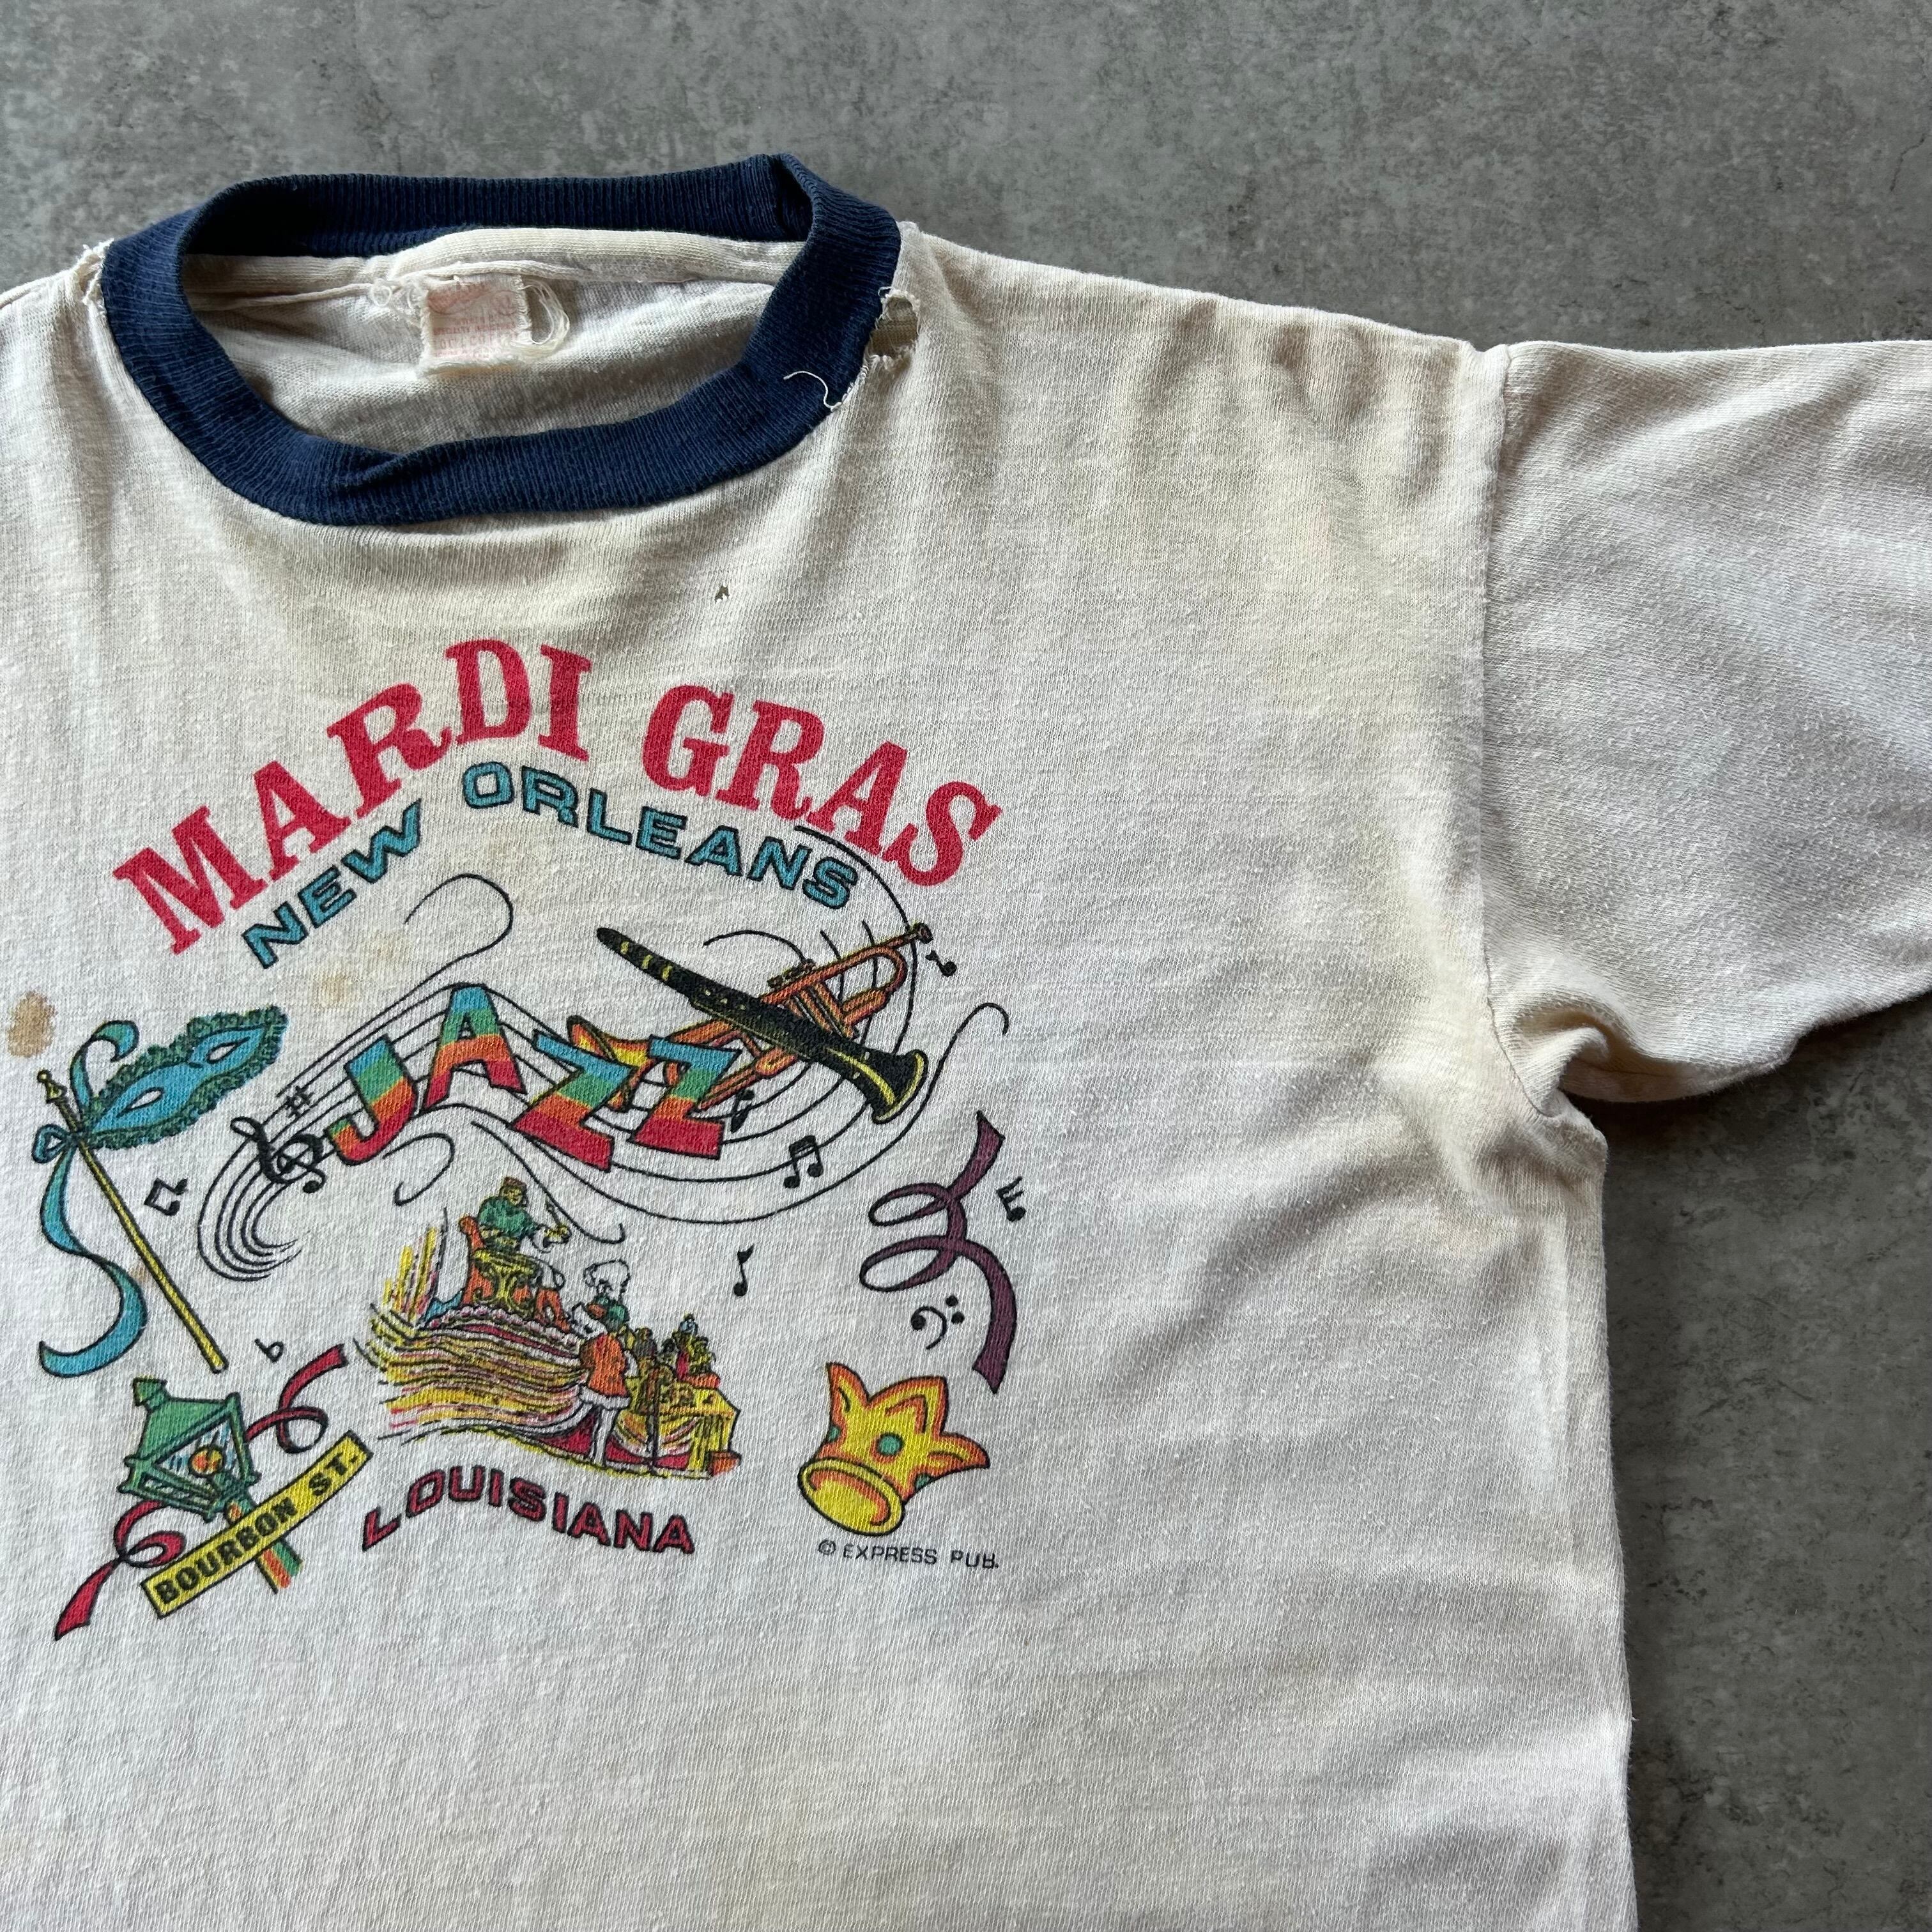 MARDI GRAS
NEW ORLEANS
JAZZ
BOURBON ST.
LOUISIANA
© EXPRESS PUB.